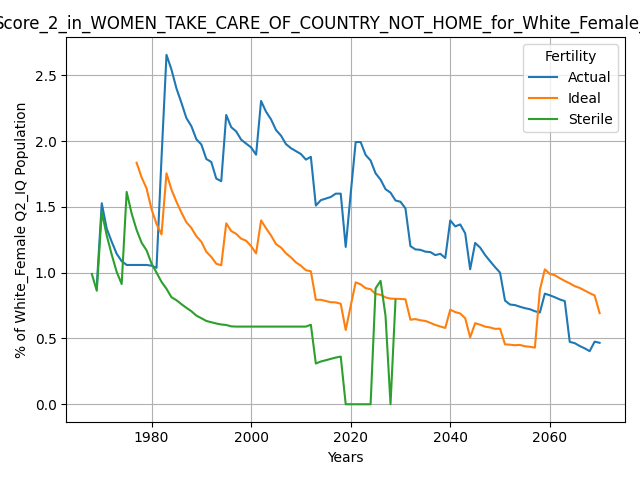 Score_2_in_WOMEN_TAKE_CARE_OF_COUNTRY_NOT_HOME_for_White_Female_
Fertility
Actual
Ideal
Sterile
% of White_Female Q2_IQ Population
2.5
2.0
1.5
1.0
0.5
0.0
1980 2000 2020 2040 2060
Years